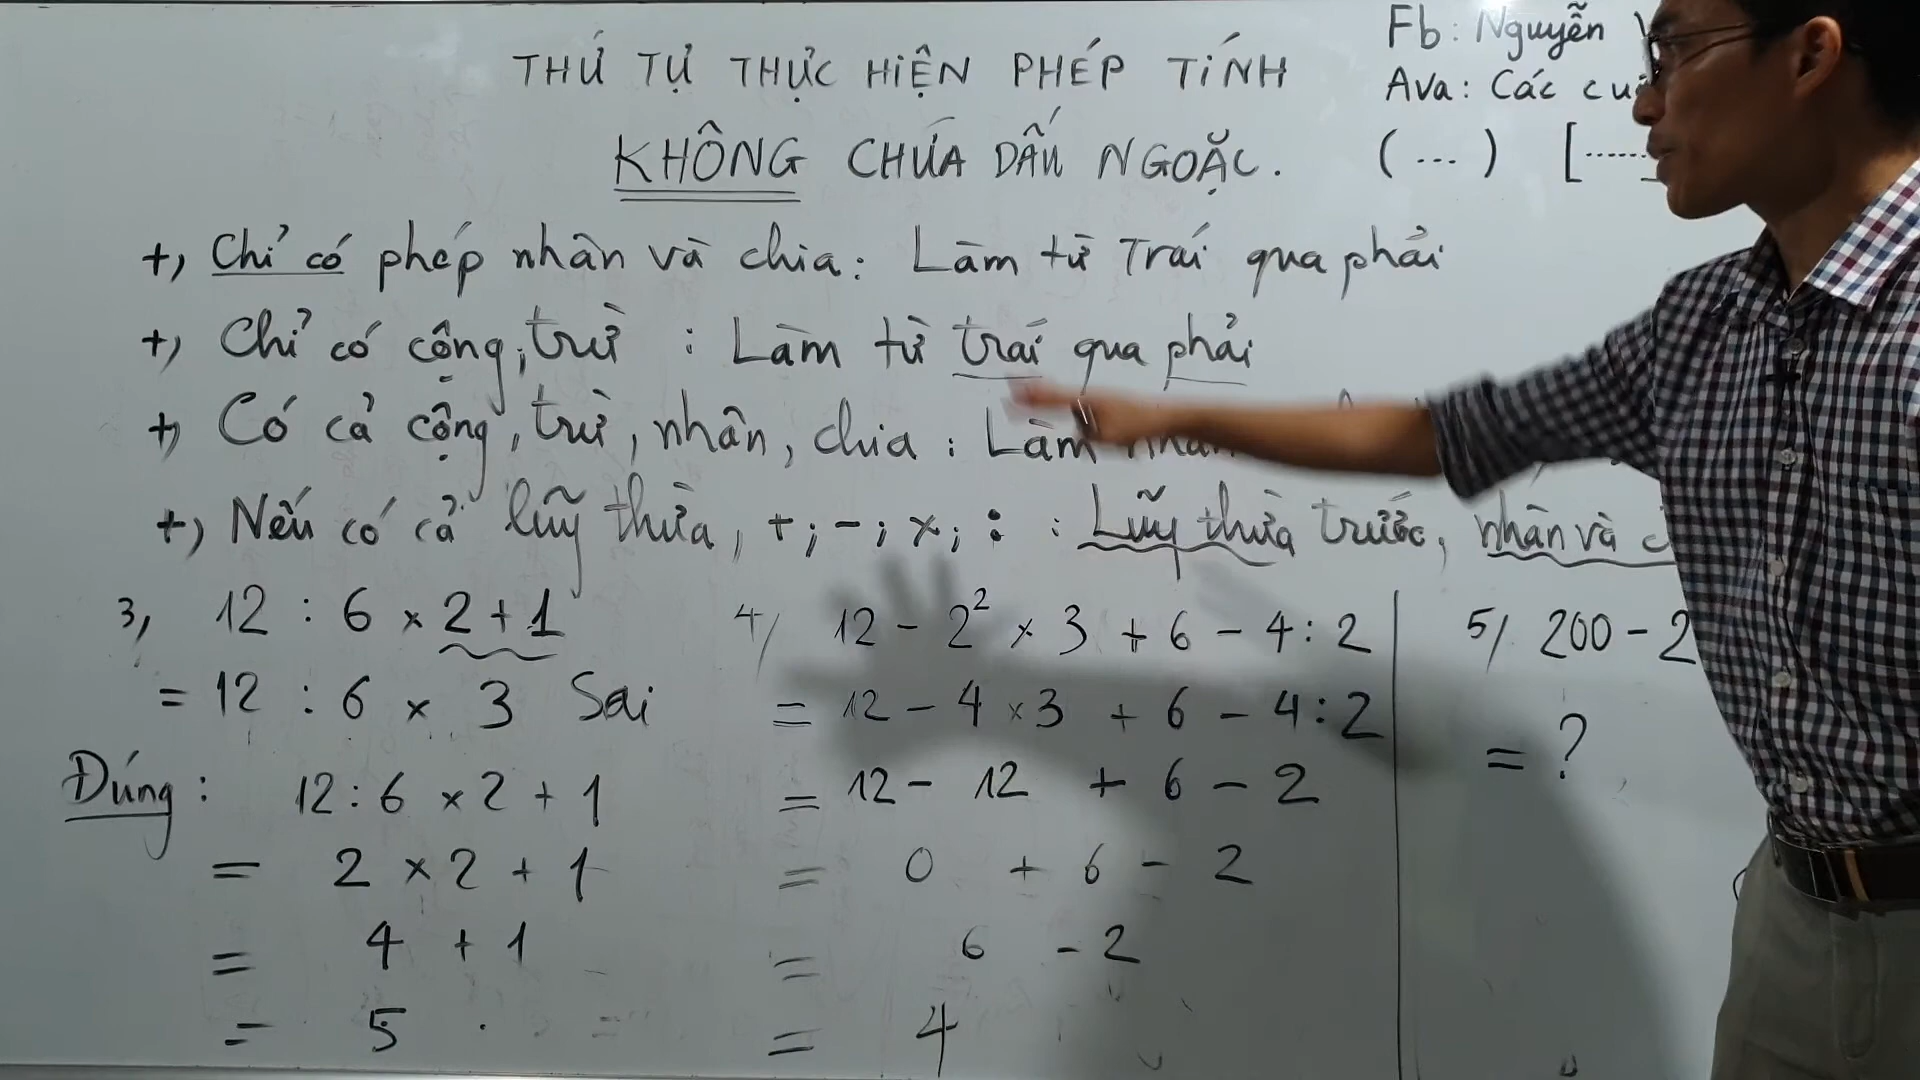 THỨ TỰ THỰC HIỆN PHÉP TÍNH
KHÔNG CHỨA DẤU NGOẶC.
Fb: Nguyễn
Ava: Các
(...) [......
+, Chỉ có phép nhân và chia: Làm từ Trái qua phải
+, Chỉ có cộng, trừ : Làm từ trái qua phải
+, Có cả cộng, trừ, nhân, chia : Làm
+, Nếu có cả lũy thừa, +; -; ×; : : Lũy thừa trước, nhân và
3, 12 : 6 × 2 + 1
= 12 : 6 × 3 Sai
Đúng: 12 : 6 × 2 + 1
= 2 × 2 + 1
= 4 + 1
= 5
4/ 12 - 2² × 3 + 6 - 4 : 2
= 12 - 4 × 3 + 6 - 4 : 2
= 12 - 12 + 6 - 2
= 0 + 6 - 2
= 6 - 2
= 4
5/ 200 - 2
= ?